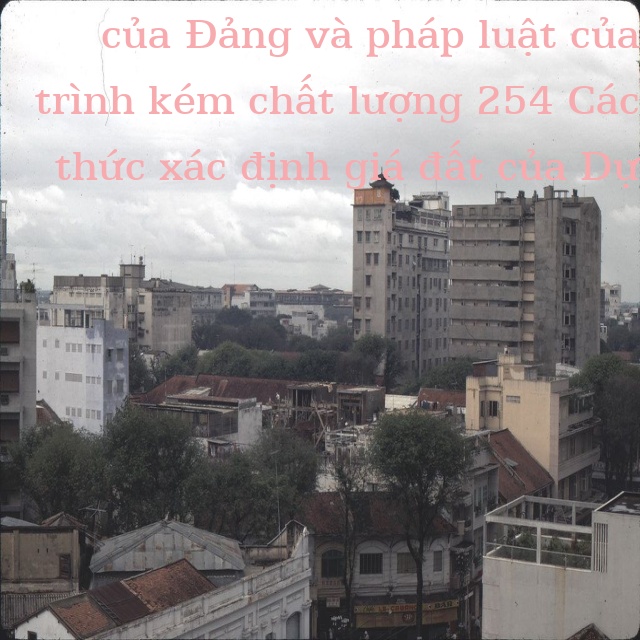 của Đảng và pháp luật của
trình kém chất lượng 254 Các
thức xác định giá đất của Dự